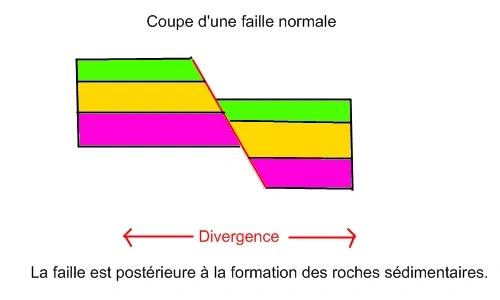 Coupe d'une faille normale
Divergence
La faille est postérieure à la formation des roches sédimentaires.